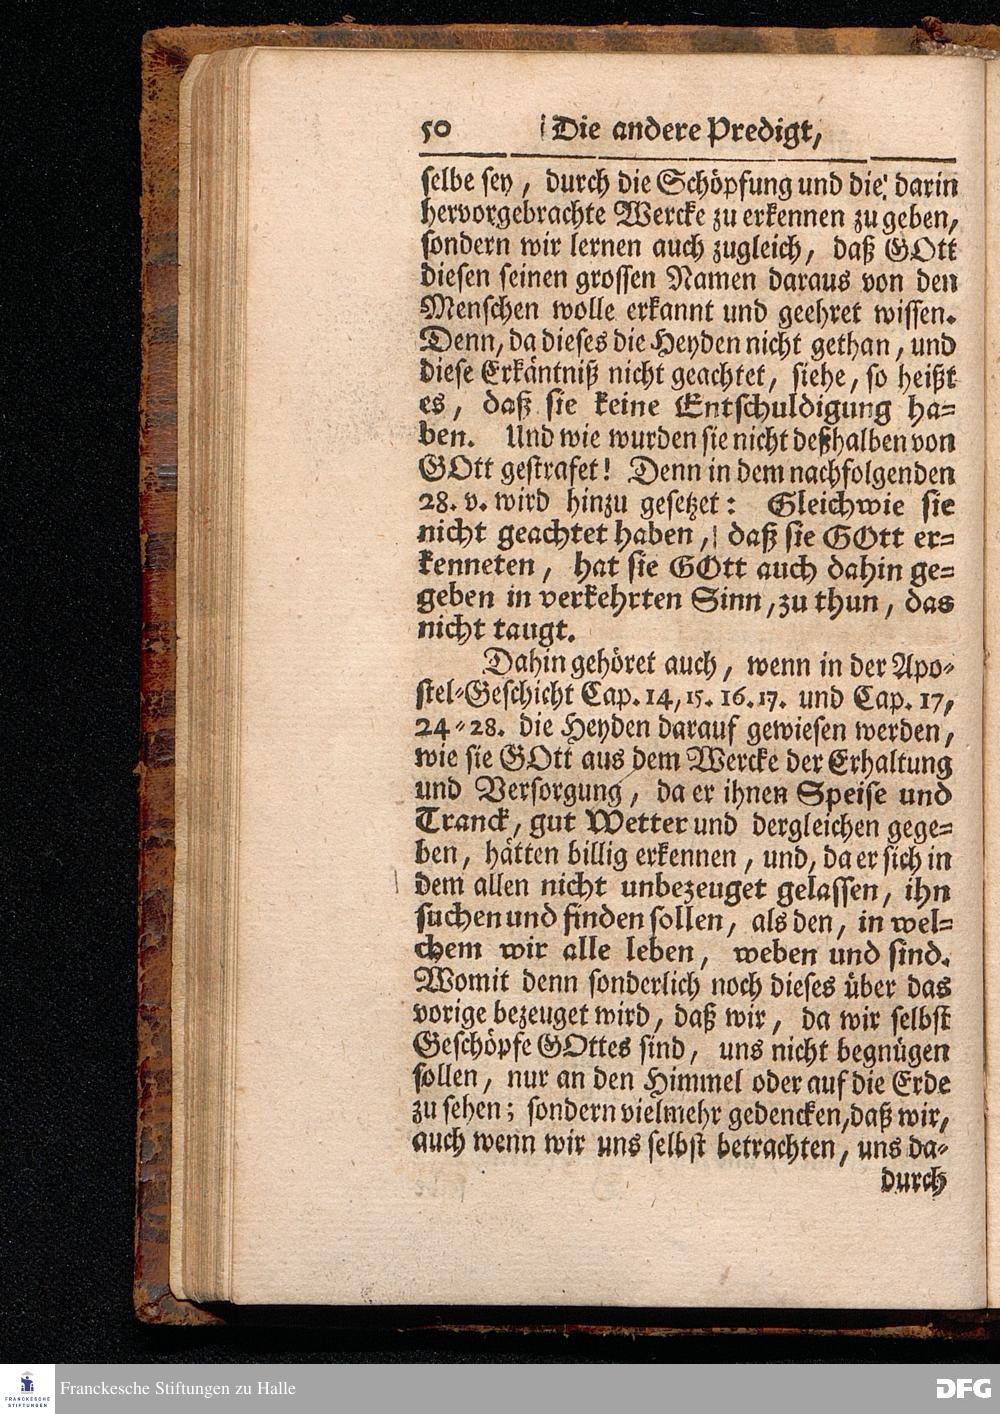 50 Die andere Predigt,
selbe sey, durch die Schöpfung und die darin
hervorgebrachte Wercke zu erkennen zu geben,
sondern wir lernen auch zugleich, daß GOtt
diesen seinen grossen Namen daraus von den
Menschen wolle erkannt und geehret wissen.
Denn, da dieses die Heyden nicht gethan, und
diese Erkäntniß nicht geachtet, siehe, so heißt
es, daß sie keine Entschuldigung ha=
ben. Und wie wurden sie nicht deßhalben von
GOtt gestrafet! Denn in dem nachfolgenden
28. v. wird hinzu gesetzet: Gleichwie sie
nicht geachtet haben, daß sie GOtt er=
kenneten, hat sie GOtt auch dahin ge=
geben in verkehrten Sinn, zu thun, das
nicht taugt.
Dahin gehöret auch, wenn in der Apo=
stel=Geschicht Cap. 14, 15. 16. 17. und Cap. 17,
24=28. die Heyden darauf gewiesen werden,
wie sie GOtt aus dem Wercke der Erhaltung
und Versorgung, da er ihnen Speise und
Tranck, gut Wetter und dergleichen gege=
ben, hätten billig erkennen, und, da er sich in
dem allen nicht unbezeuget gelassen, ihn
suchen und finden sollen, als den, in wel=
chem wir alle leben, weben und sind.
Womit denn sonderlich noch dieses über das
vorige bezeuget wird, daß wir, da wir selbst
Geschöpfe GOttes sind, uns nicht begnügen
sollen, nur an den Himmel oder auf die Erde
zu sehen; sondern vielmehr gedencken, daß wir,
auch wenn wir uns selbst betrachten, uns da=
durch
FRANCKESCHE
STIFTUNGEN
Franckesche Stiftungen zu Halle
DFG